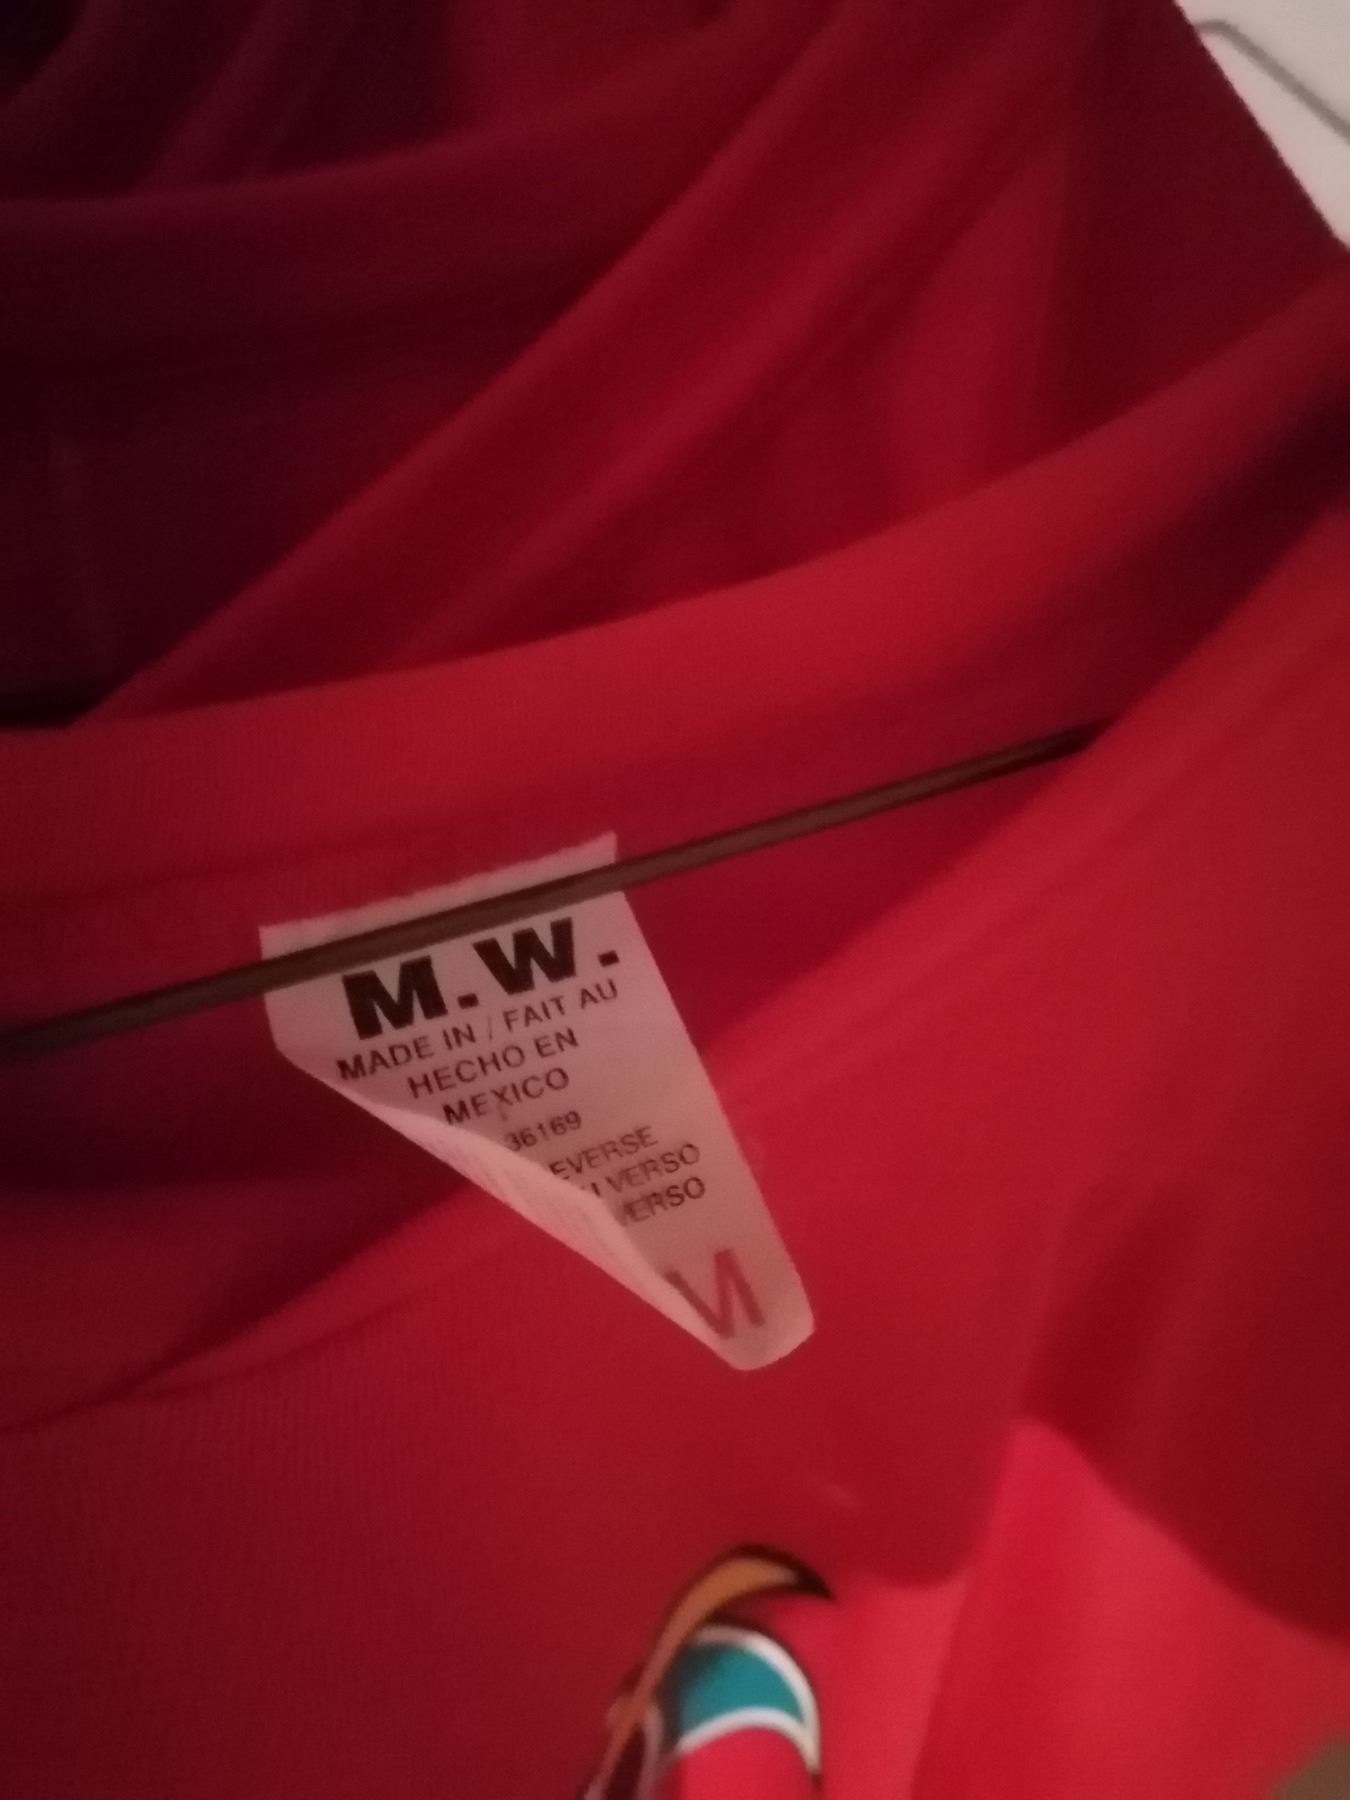 M.W.
MADE IN / FAIT AU
HECHO EN
MEXICO
36169
EVERSE
VERSO
VERSO
M